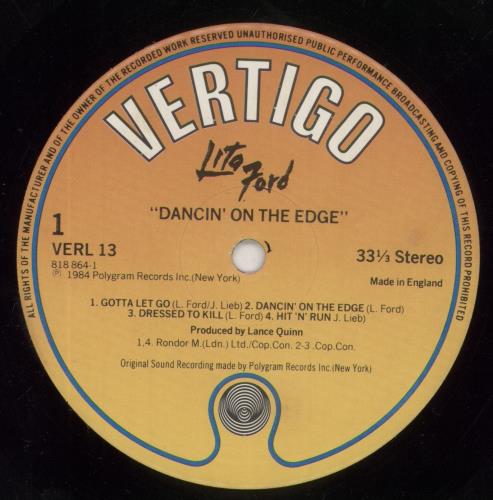 ALL RIGHTS OF THE MANUFACTURER AND OF THE OWNER OF THE RECORDED WORK RESERVED UNAUTHORISED PUBLIC PERFORMANCE BROADCASTING AND COPYING OF THIS RECORD PROHIBITED
VERTIGO
Lita Ford
"DANCIN' ON THE EDGE"
1
VERL 13
818 864-1
Ⓟ 1984 Polygram Records Inc.(New York)
33⅓ Stereo
Made in England
1. GOTTA LET GO (L. Ford/J. Lieb) 2. DANCIN' ON THE EDGE (L. Ford)
3. DRESSED TO KILL (L. Ford) 4. HIT 'N' RUN J. Lieb)
Produced by Lance Quinn
1,4. Rondor M.(Ldn.) Ltd./Cop.Con. 2-3 .Cop.Con.
Original Sound Recording made by Polygram Records Inc.(New York)